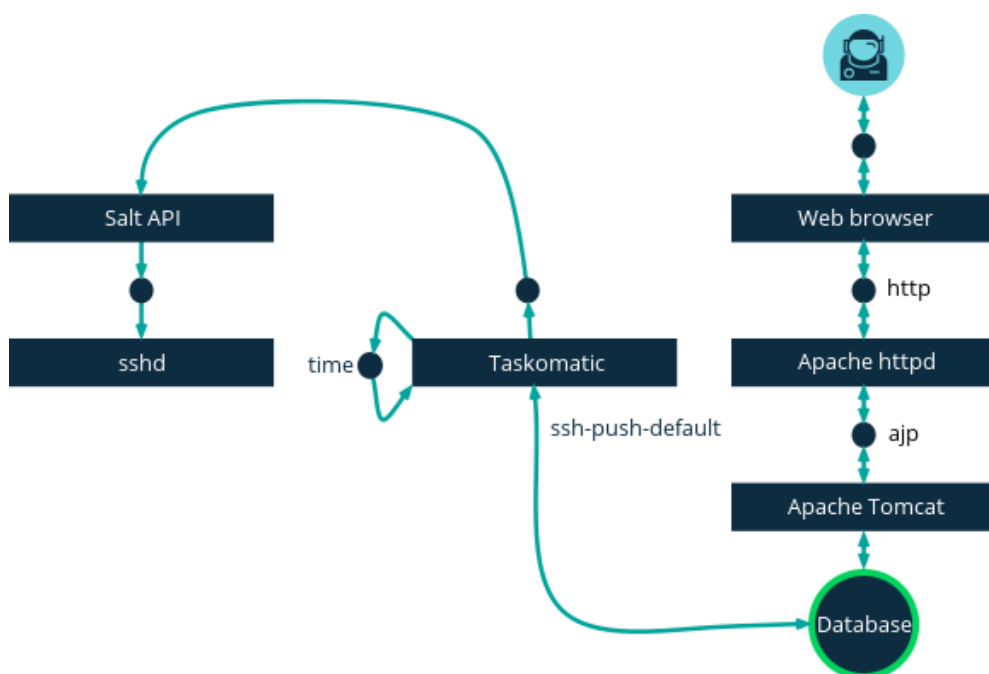 Salt API
Web browser
http
sshd
time
Taskomatic
Apache httpd
ssh-push-default
ajp
Apache Tomcat
Database